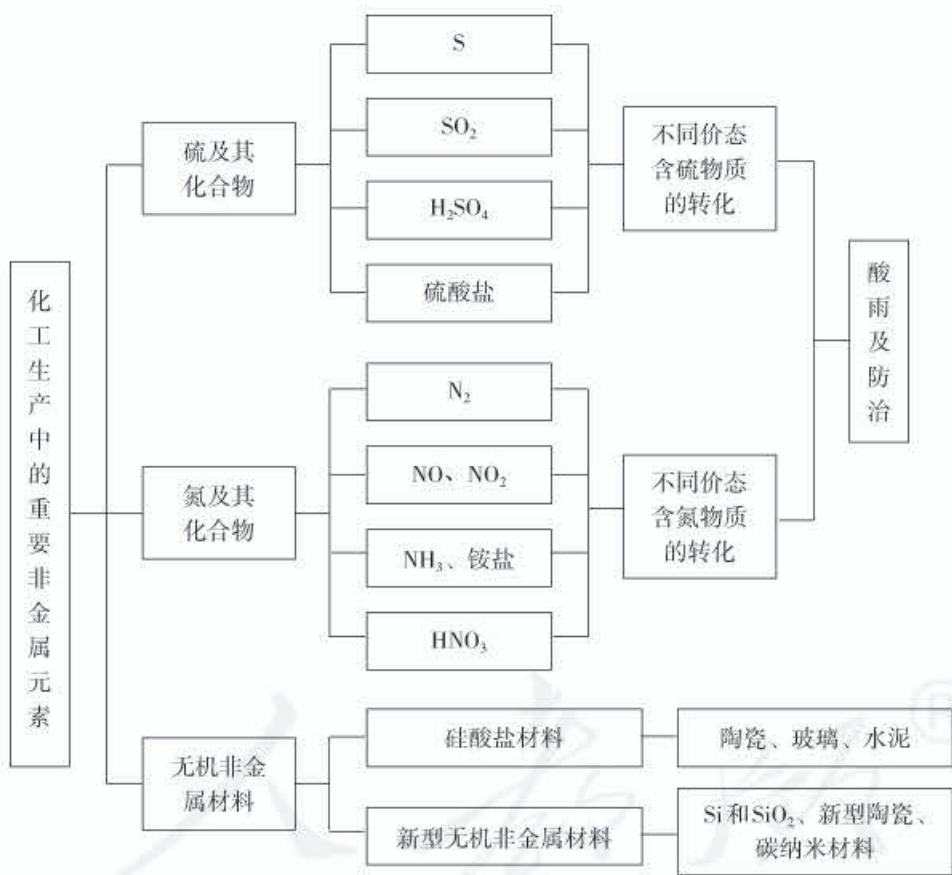 化工生产中的重要非金属元素
硫及其
化合物
S
SO₂
H₂SO₄
硫酸盐
不同价态
含硫物质
的转化
氮及其
化合物
N₂
NO、NO₂
NH₃、铵盐
HNO₃
不同价态
含氮物质
的转化
酸雨及防治
无机非金
属材料
硅酸盐材料
陶瓷、玻璃、水泥
新型无机非金属材料
Si和SiO₂、新型陶瓷、
碳纳米材料